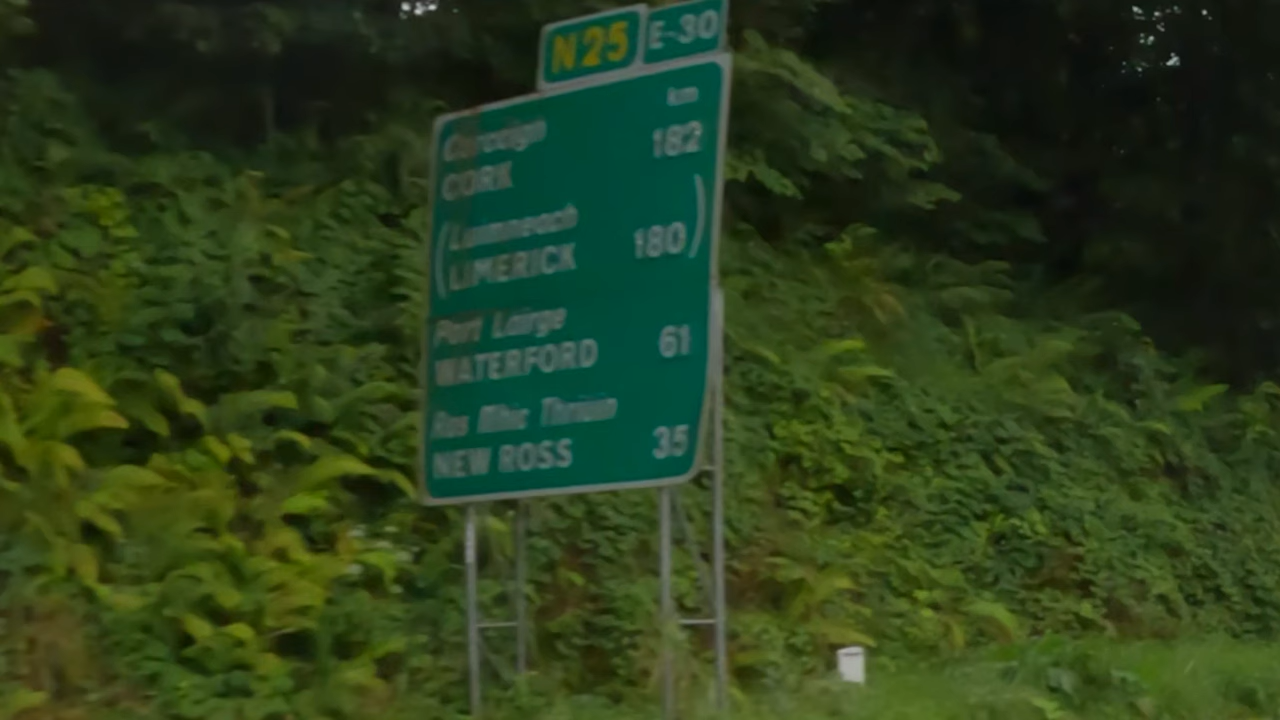 N25 E-30
km
Corcaigh 182
CORK
(Luimneach
LIMERICK 180)
Port Láirge
WATERFORD 61
Ros Mhic Thriúin
NEW ROSS 35